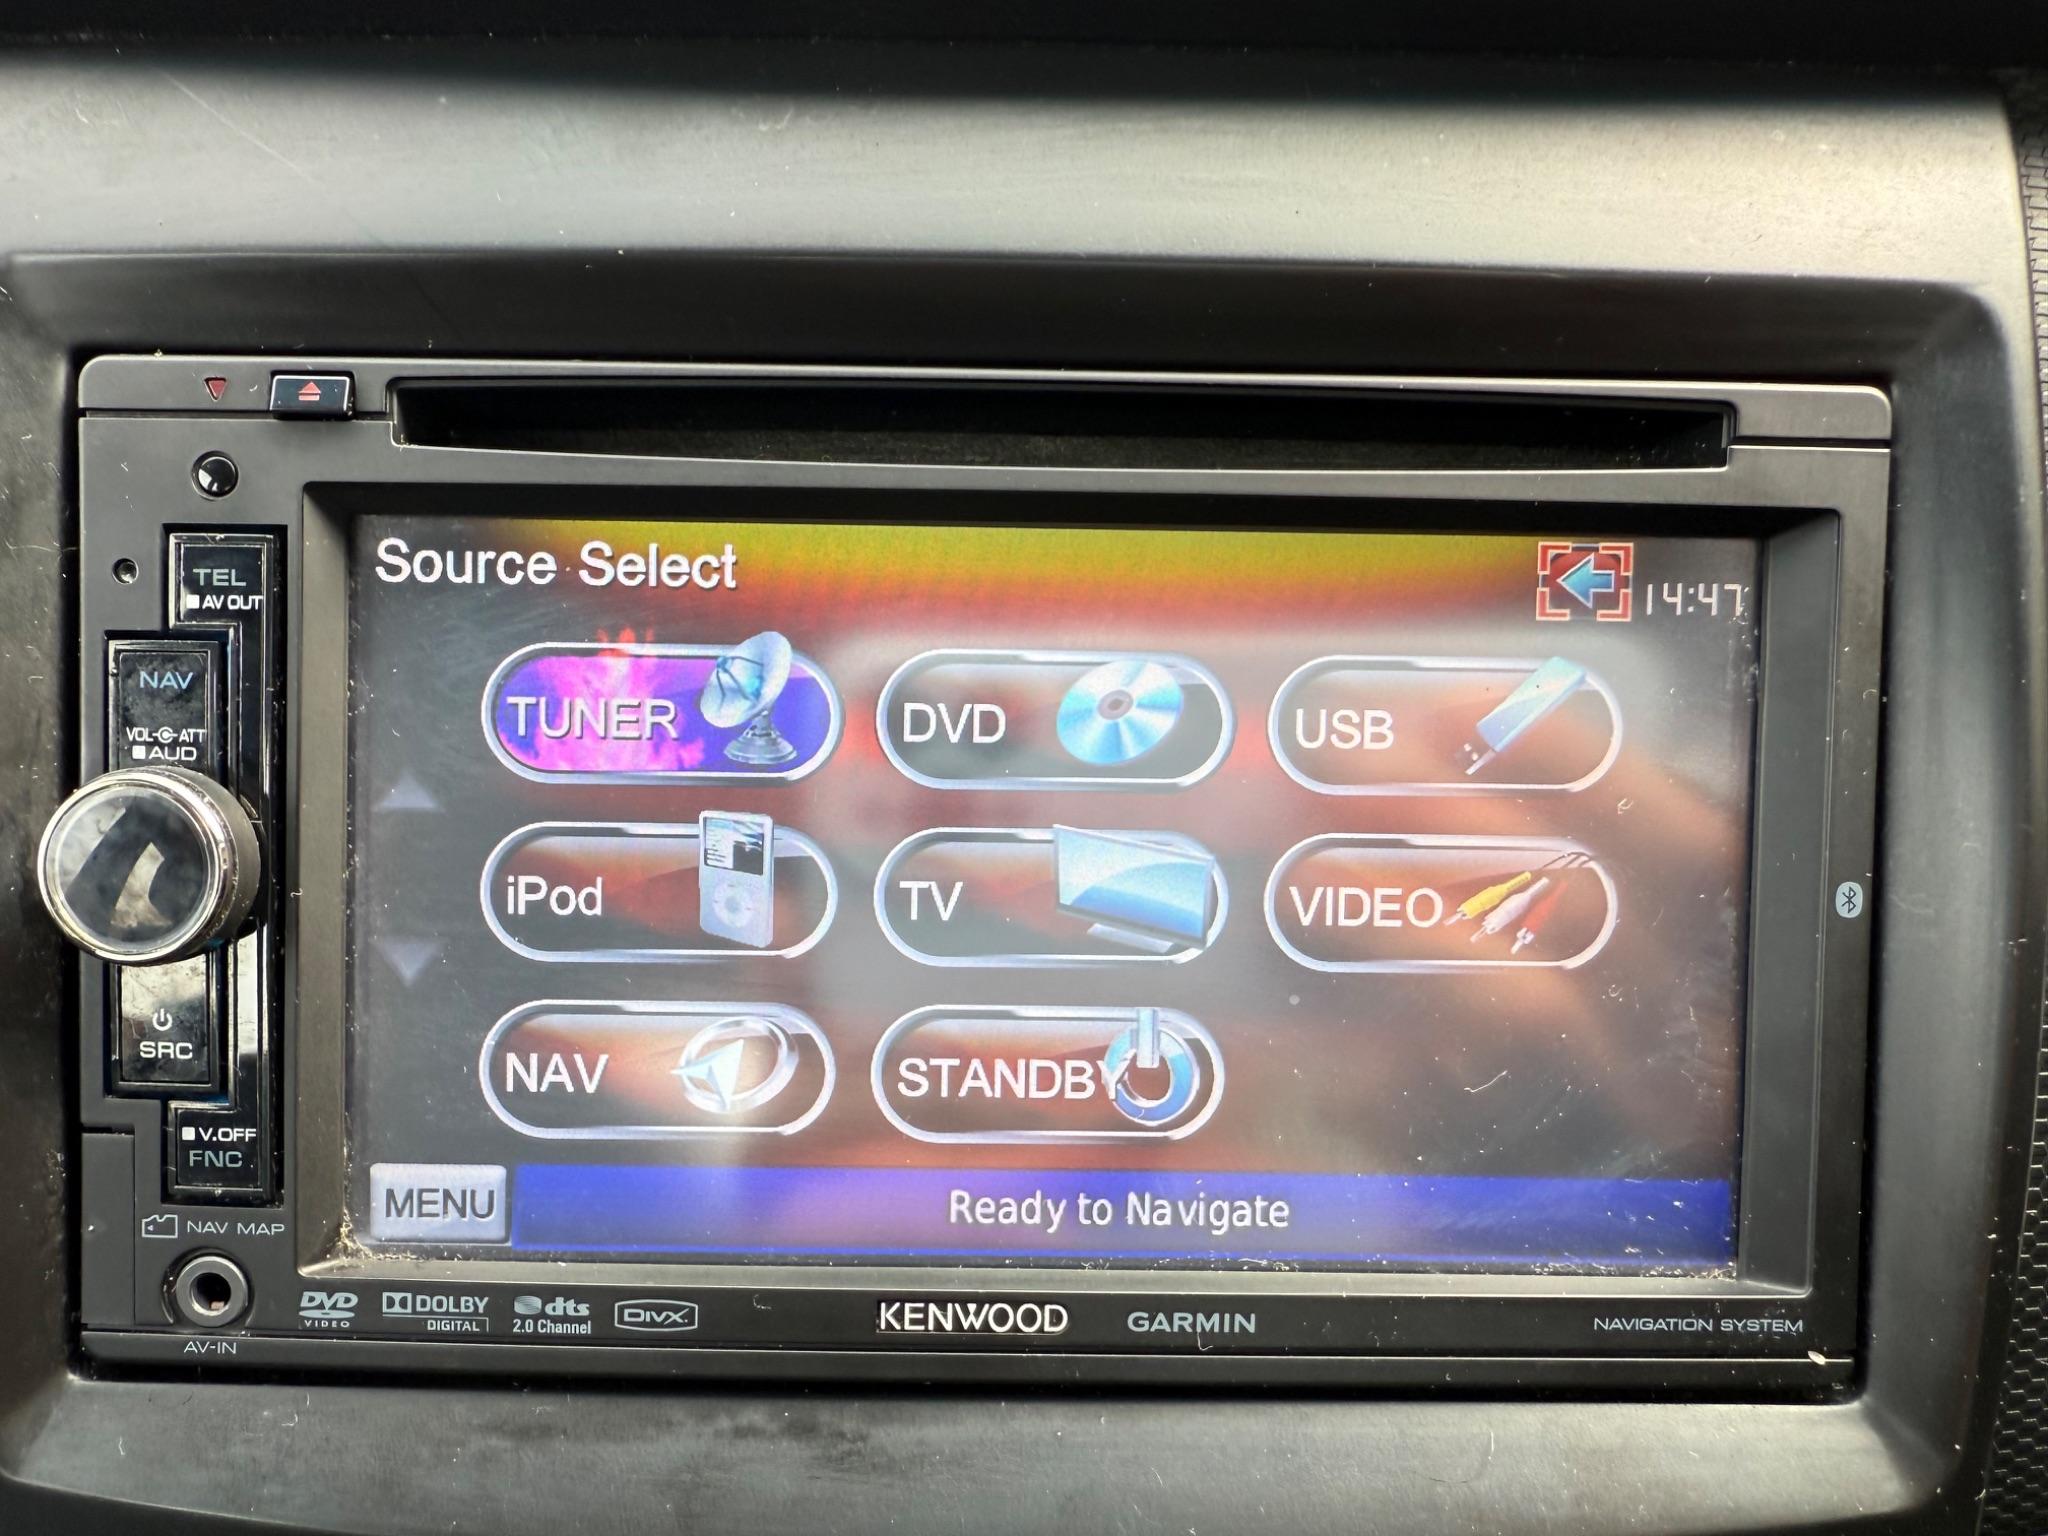 Source Select
14:47
TEL
AV OUT
NAV
VOL ATT
AUD
TUNER
DVD
USB
iPod
TV
VIDEO
SRC
NAV
STANDBY
V.OFF
FNC
MENU
Ready to Navigate
NAV MAP
AV-IN
DVD
VIDEO
DOLBY
DIGITAL
dts
2.0 Channel
DIVX
KENWOOD
GARMIN
NAVIGATION SYSTEM